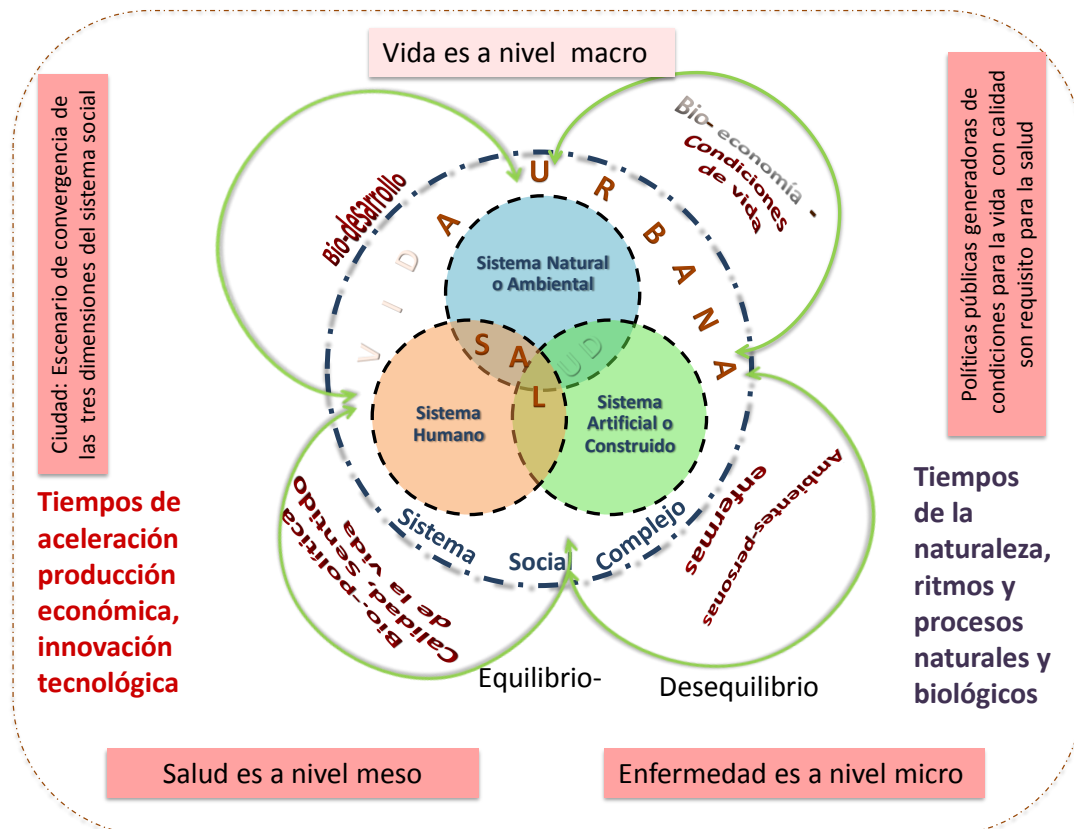 Vida es a nivel  macro
Ciudad: Escenario de convergencia de
las  tres dimensiones del sistema social
Políticas públicas generadoras de
condiciones para la vida  con calidad
son requisito para la salud
Bio-desarrollo
Bio- economía -
Condiciones
de vida
VIDA URBANA
Sistema Natural
o Ambiental
SALUD
Sistema
Humano
Sistema
Artificial o
Construido
Sistema Social Complejo
Bio.-política
Calidad, Sentido
de la vida
Ambientes-personas
enfermas
Tiempos de
aceleración
producción
económica,
innovación
tecnológica
Tiempos
de la
naturaleza,
ritmos y
procesos
naturales y
biológicos
Equilibrio-
Desequilibrio
Salud es a nivel meso
Enfermedad es a nivel micro